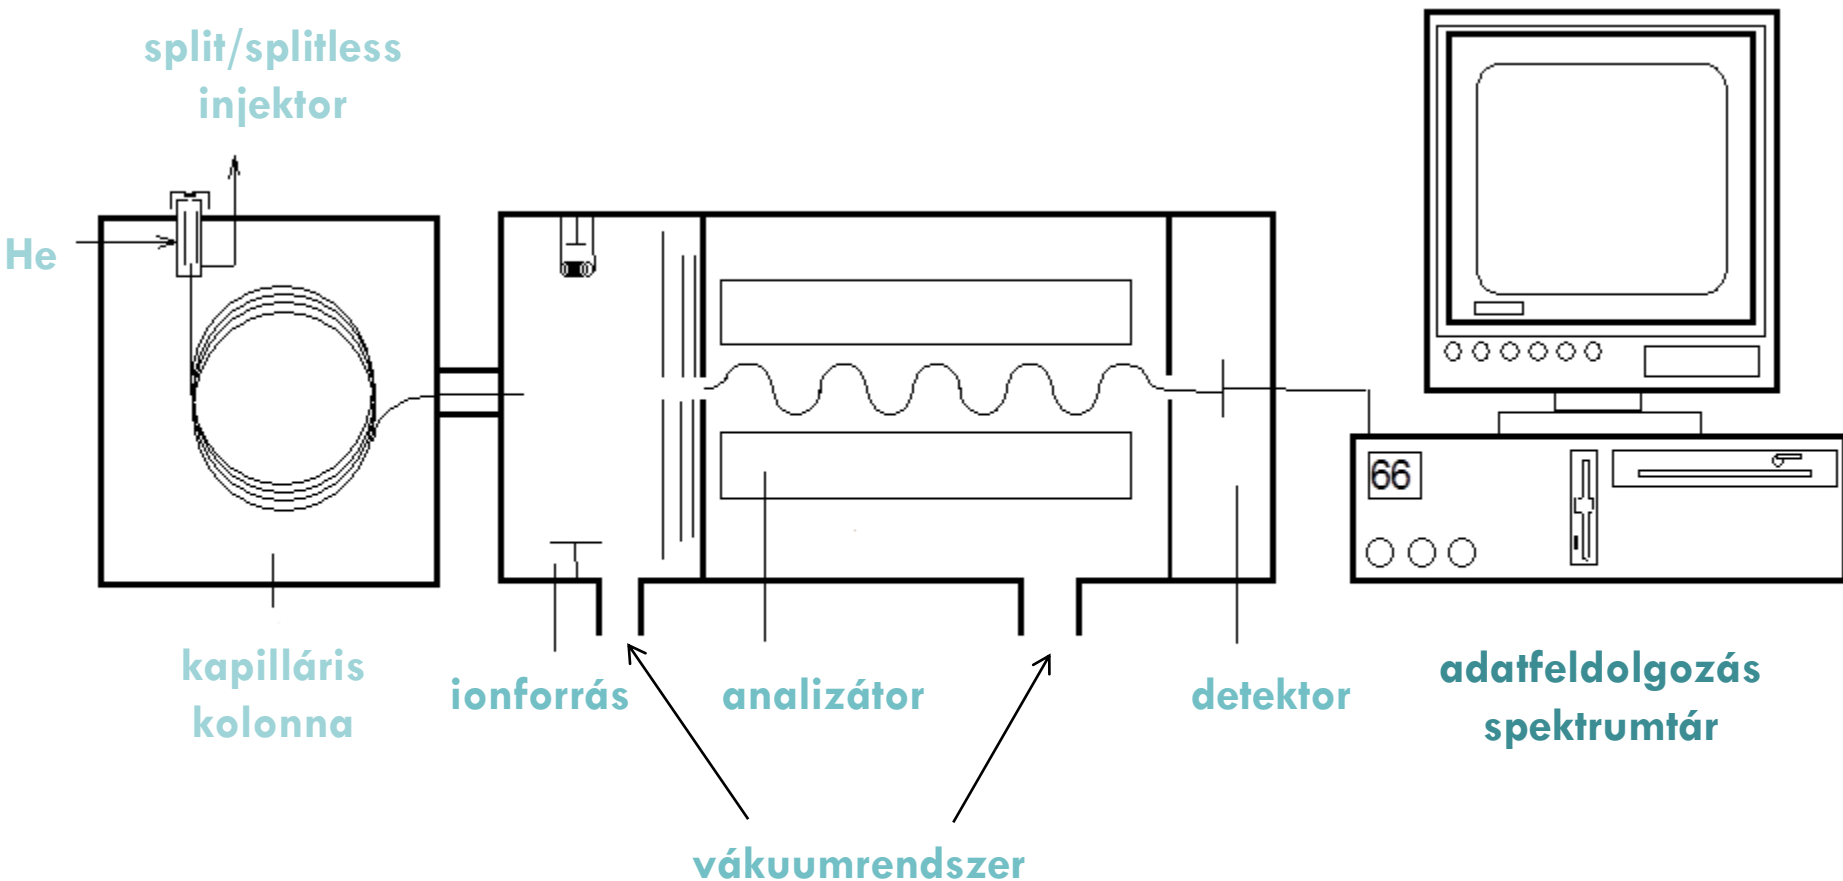 split/splitless
injektor
He
66
kapilláris
kolonna
ionforrás
analizátor
detektor
adatfeldolgozás
spektrumtár
vákuumrendszer